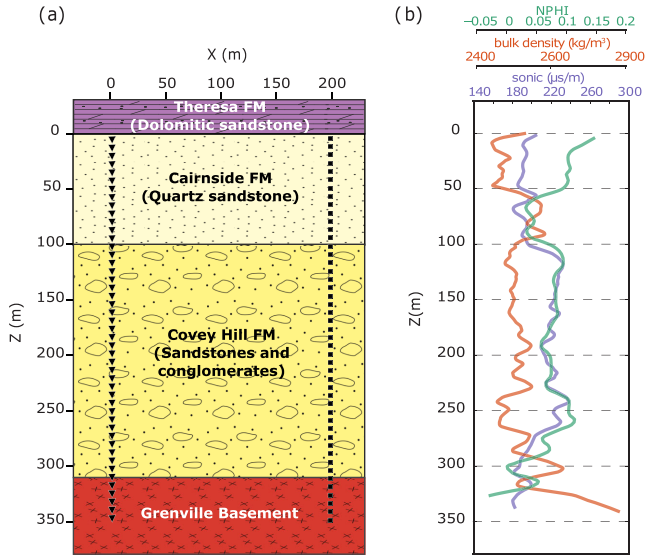 (a)
X (m)
0 50 100 150 200
Z (m)
0
50
100
150
200
250
300
350
Theresa FM
(Dolomitic sandstone)
Cairnside FM
(Quartz sandstone)
Covey Hill FM
(Sandstones and
conglomerates)
Grenville Basement
(b)
NPHI
−0.05 0 0.05 0.1 0.15 0.2
bulk density (kg/m³)
2400 2600 2900
sonic (µs/m)
140 180 220 260 300
Z(m)
0
50
100
150
200
250
300
350